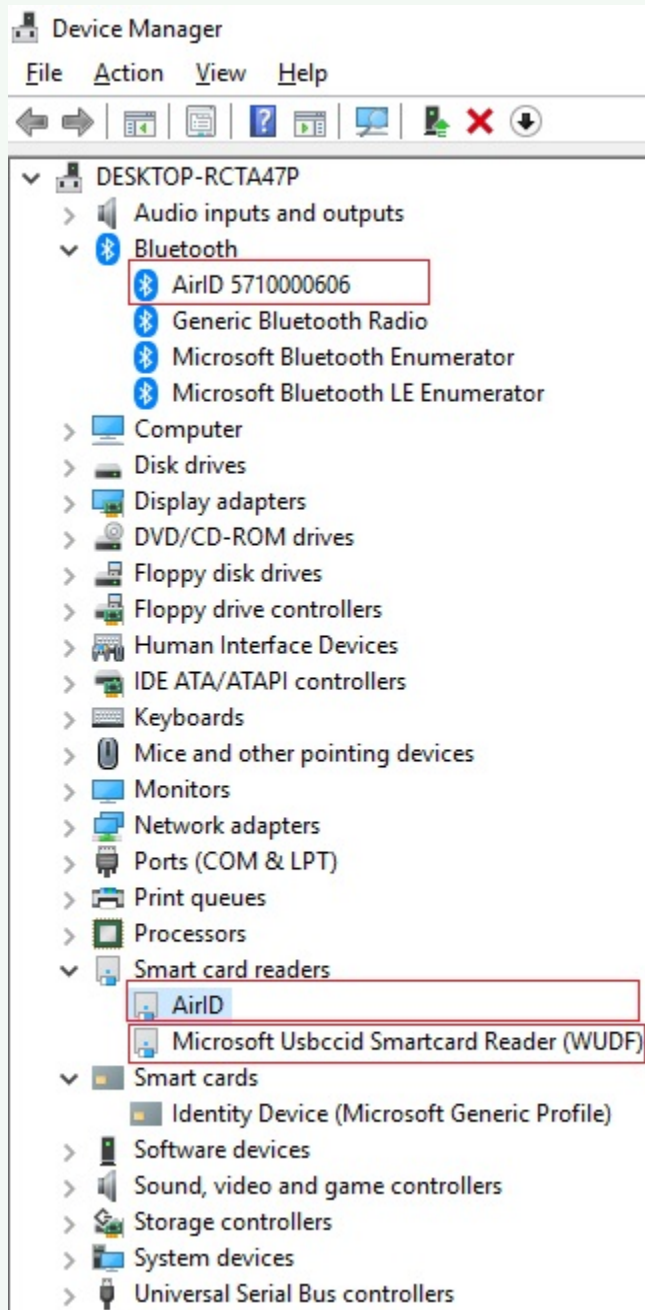 Device Manager
File Action View Help
DESKTOP-RCTA47P
Audio inputs and outputs
Bluetooth
AirID 5710000606
Generic Bluetooth Radio
Microsoft Bluetooth Enumerator
Microsoft Bluetooth LE Enumerator
Computer
Disk drives
Display adapters
DVD/CD-ROM drives
Floppy disk drives
Floppy drive controllers
Human Interface Devices
IDE ATA/ATAPI controllers
Keyboards
Mice and other pointing devices
Monitors
Network adapters
Ports (COM & LPT)
Print queues
Processors
Smart card readers
AirID
Microsoft Usbccid Smartcard Reader (WUDF)
Smart cards
Identity Device (Microsoft Generic Profile)
Software devices
Sound, video and game controllers
Storage controllers
System devices
Universal Serial Bus controllers